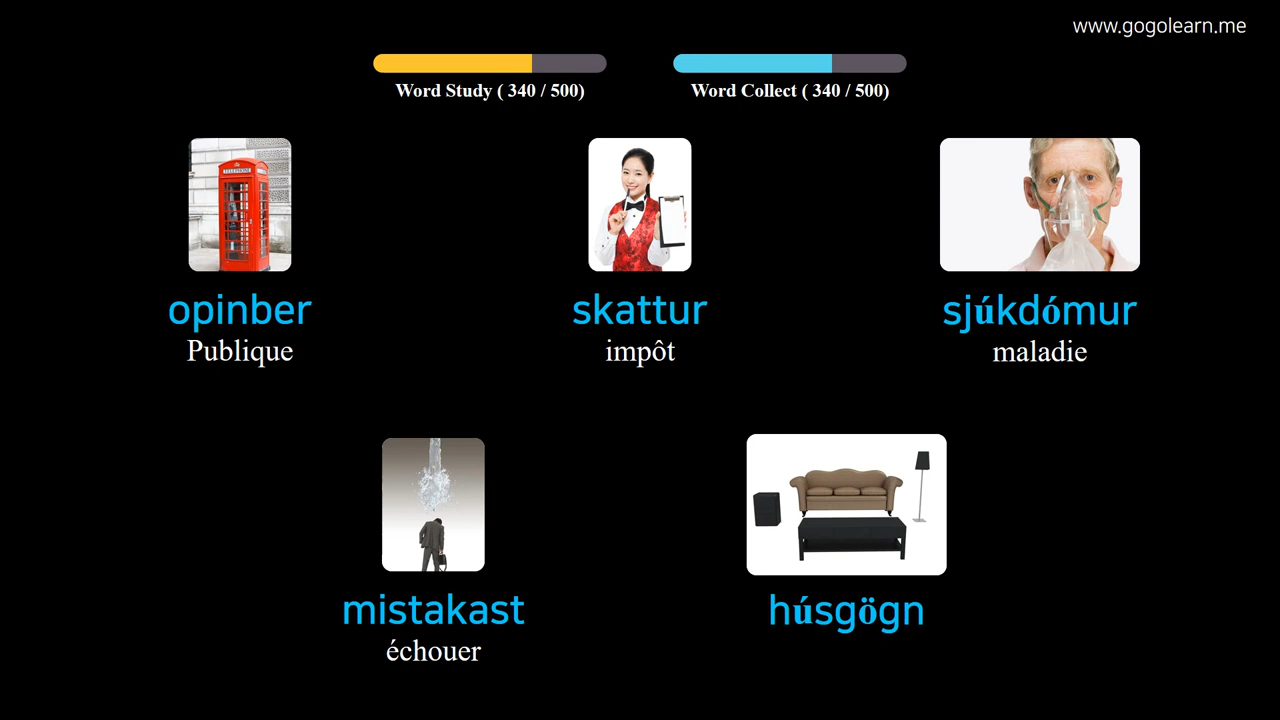 www.gogolearn.me
Word Study ( 340 / 500)
Word Collect ( 340 / 500)
TELEPHONE
opinber
Publique
skattur
impôt
sjúkdómur
maladie
mistakast
échouer
húsgögn